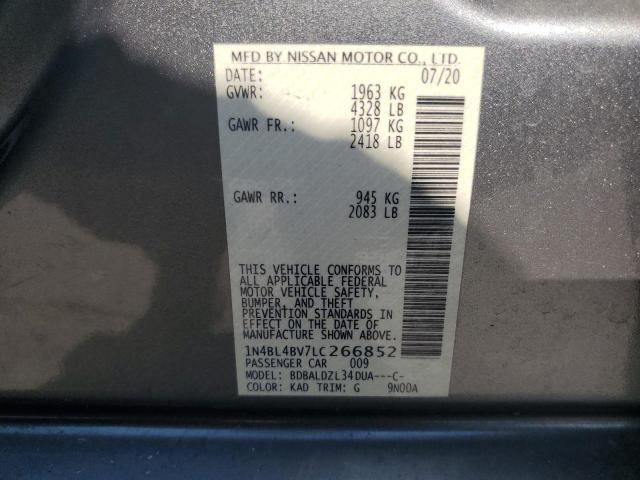 MFD BY NISSAN MOTOR CO., LTD.
DATE: 07/20
GVWR: 1963 KG
4328 LB
GAWR FR.: 1097 KG
2418 LB
GAWR RR.: 945 KG
2083 LB
THIS VEHICLE CONFORMS TO
ALL APPLICABLE FEDERAL
MOTOR VEHICLE SAFETY,
BUMPER, AND THEFT
PREVENTION STANDARDS IN
EFFECT ON THE DATE OF
MANUFACTURE SHOWN ABOVE.
1N4BL4BV7LC266852
PASSENGER CAR 009
MODEL: BDBALDZL34DUA---C-
COLOR: KAD TRIM: G 9N00A